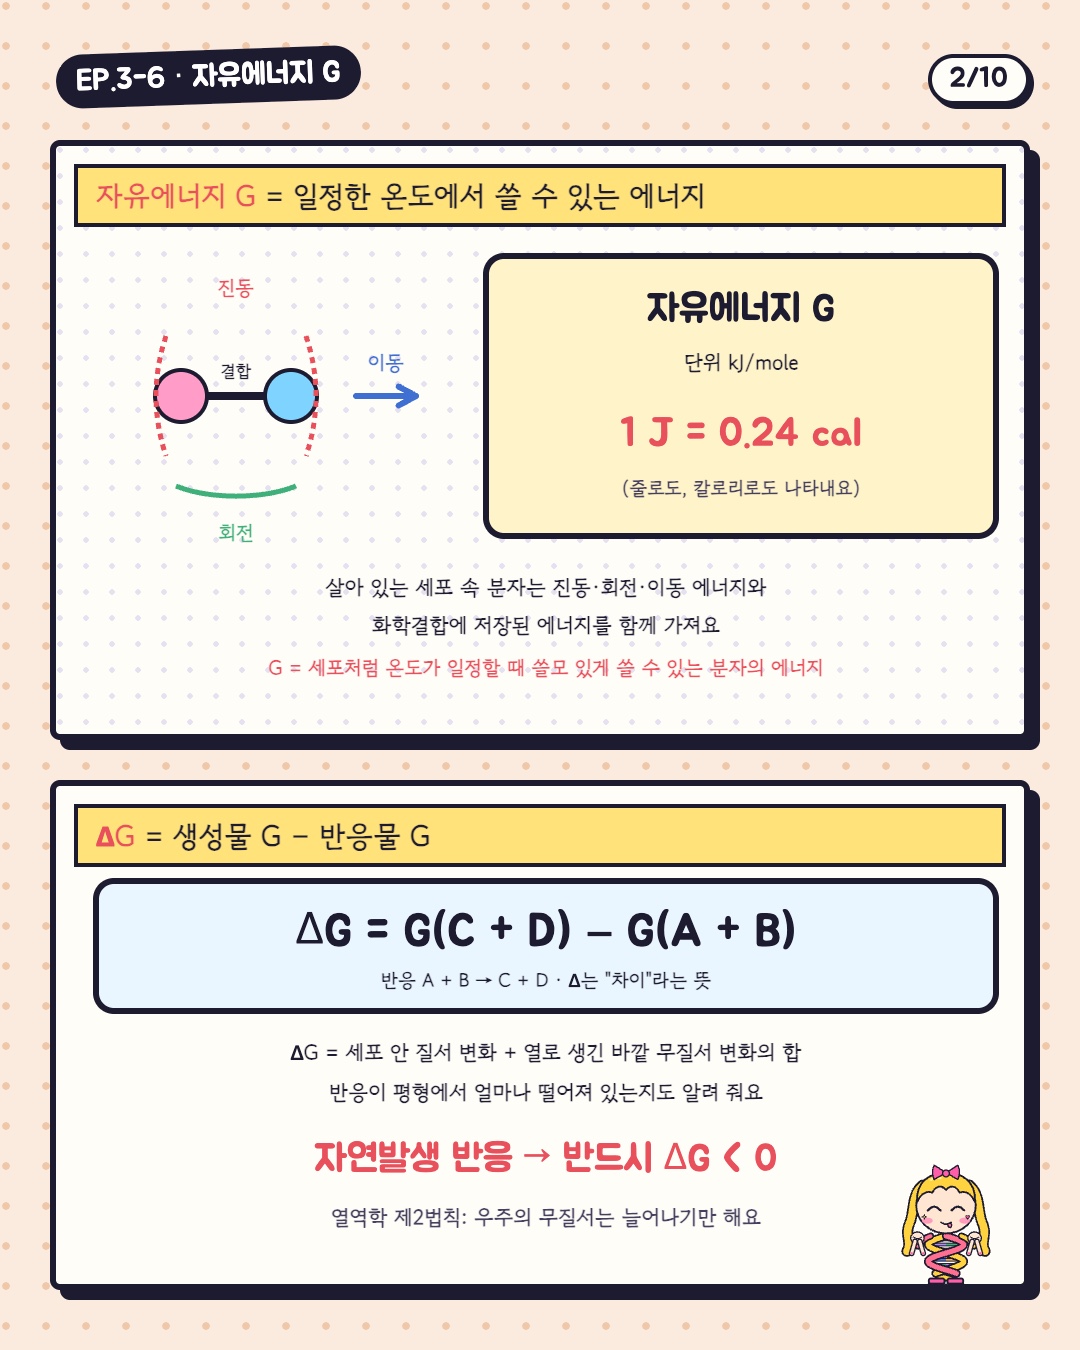 EP.3-6 · 자유에너지 G
2/10
자유에너지 G = 일정한 온도에서 쓸 수 있는 에너지
진동
결합
이동
회전
자유에너지 G
단위 kJ/mole
1 J = 0.24 cal
(줄로도, 칼로리로도 나타내요)
살아 있는 세포 속 분자는 진동·회전·이동 에너지와
화학결합에 저장된 에너지를 함께 가져요
G = 세포처럼 온도가 일정할 때 쓸모 있게 쓸 수 있는 분자의 에너지
ΔG = 생성물 G − 반응물 G
ΔG = G(C + D) − G(A + B)
반응 A + B → C + D · Δ는 "차이"라는 뜻
ΔG = 세포 안 질서 변화 + 열로 생긴 바깥 무질서 변화의 합
반응이 평형에서 얼마나 떨어져 있는지도 알려 줘요
자연발생 반응 → 반드시 ΔG < 0
열역학 제2법칙: 우주의 무질서는 늘어나기만 해요